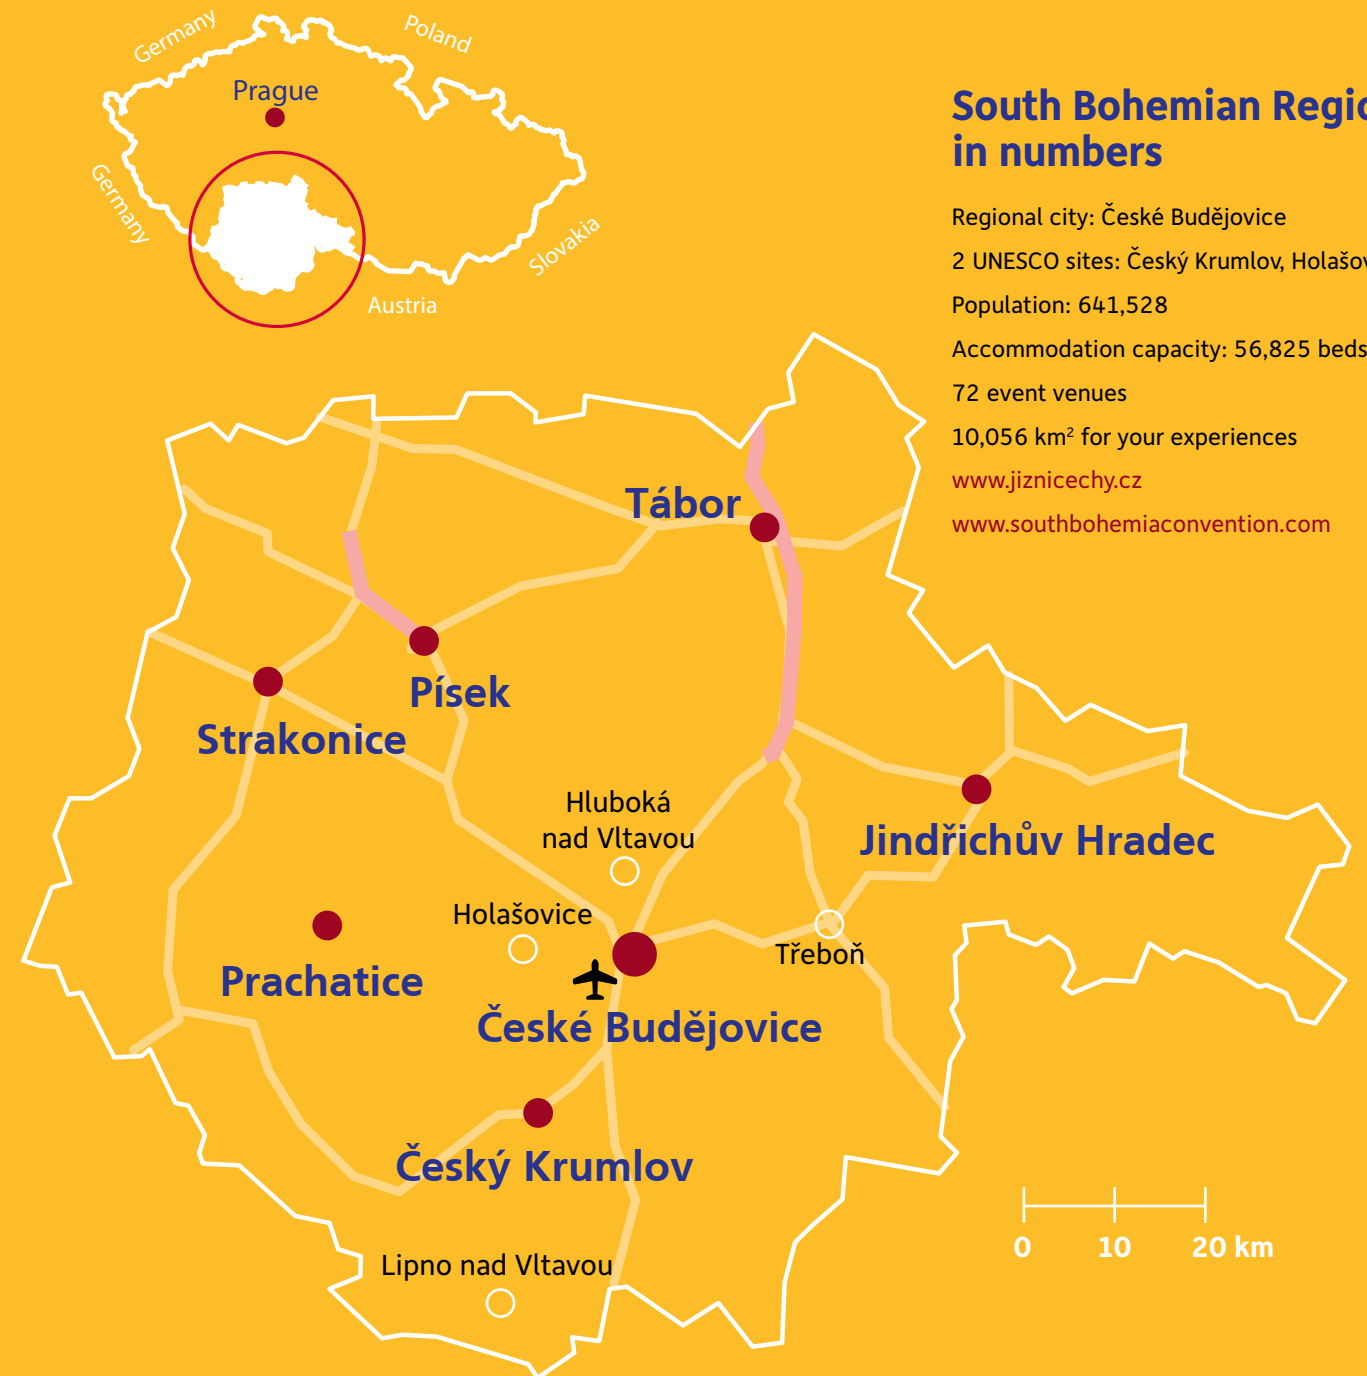 Germany
Poland
Prague
Germany
Slovakia
Austria
South Bohemian Regio
in numbers
Regional city: České Budějovice
2 UNESCO sites: Český Krumlov, Holašov
Population: 641,528
Accommodation capacity: 56,825 beds
72 event venues
10,056 km² for your experiences
www.jiznicechy.cz
www.southbohemiaconvention.com
Tábor
Písek
Strakonice
Hluboká
nad Vltavou
Jindřichův Hradec
Holašovice
Třeboň
Prachatice
České Budějovice
Český Krumlov
Lipno nad Vltavou
0 10 20 km